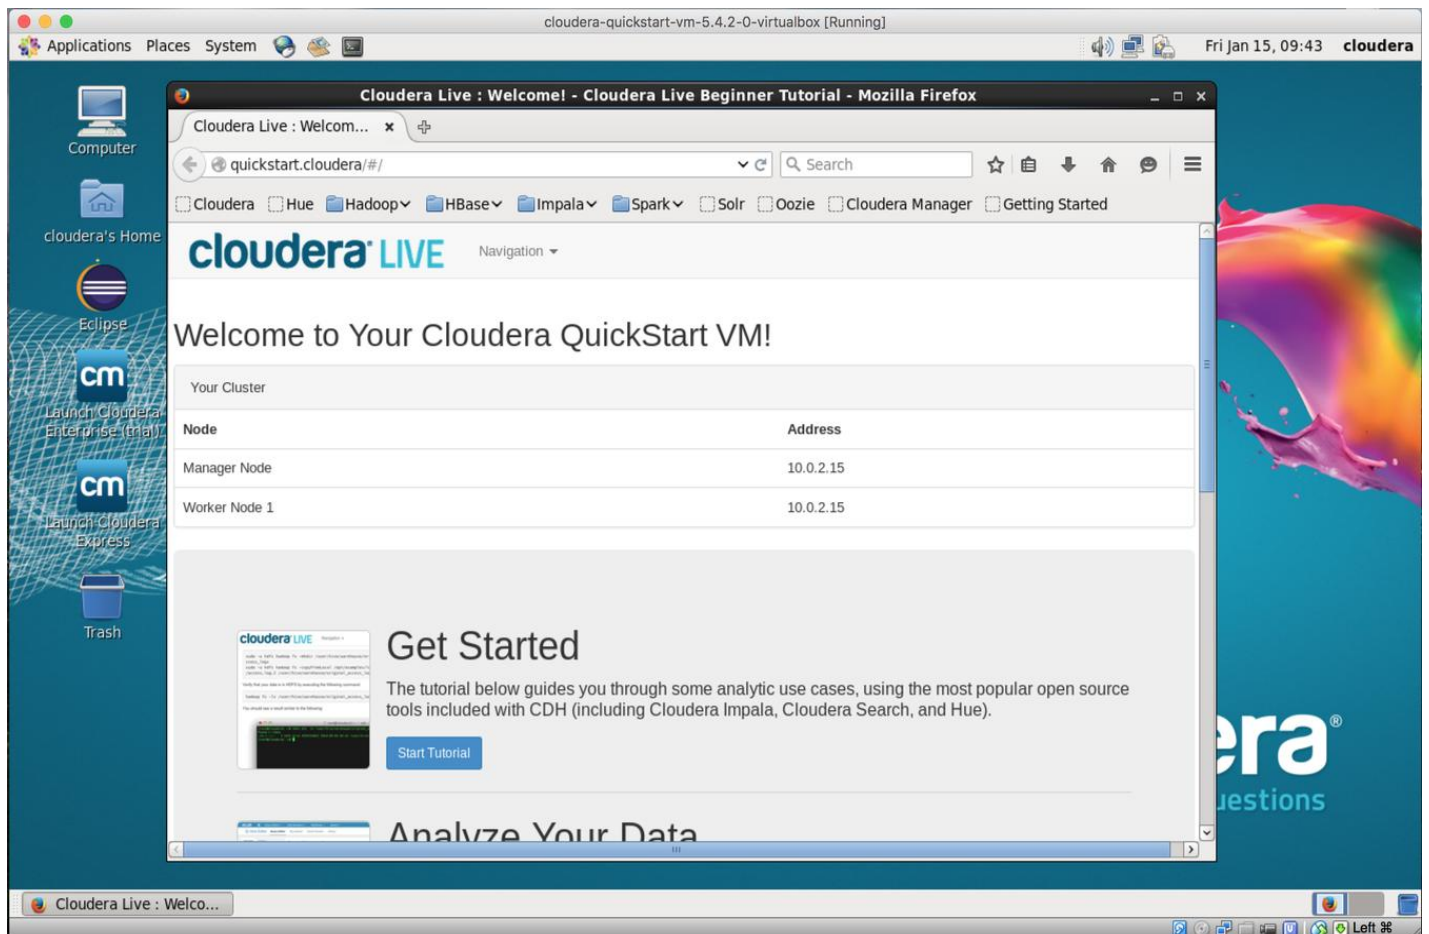 cloudera-quickstart-vm-5.4.2-0-virtualbox [Running]
Applications Places System
Fri Jan 15, 09:43 cloudera
Computer
cloudera's Home
Eclipse
cm
Launch Cloudera
Enterprise (trial)
cm
Launch Cloudera
Express
Trash
Cloudera Live : Welcome! - Cloudera Live Beginner Tutorial - Mozilla Firefox
Cloudera Live : Welcom...
quickstart.cloudera/#/
Search
Cloudera Hue Hadoop HBase Impala Spark Solr Oozie Cloudera Manager Getting Started
cloudera LIVE Navigation
Welcome to Your Cloudera QuickStart VM!
Your Cluster
Node Address
Manager Node 10.0.2.15
Worker Node 1 10.0.2.15
cloudera LIVE
Get Started
The tutorial below guides you through some analytic use cases, using the most popular open source
tools included with CDH (including Cloudera Impala, Cloudera Search, and Hue).
Start Tutorial
Analyze Your Data
era®
uestions
Cloudera Live : Welco...
Left ⌘